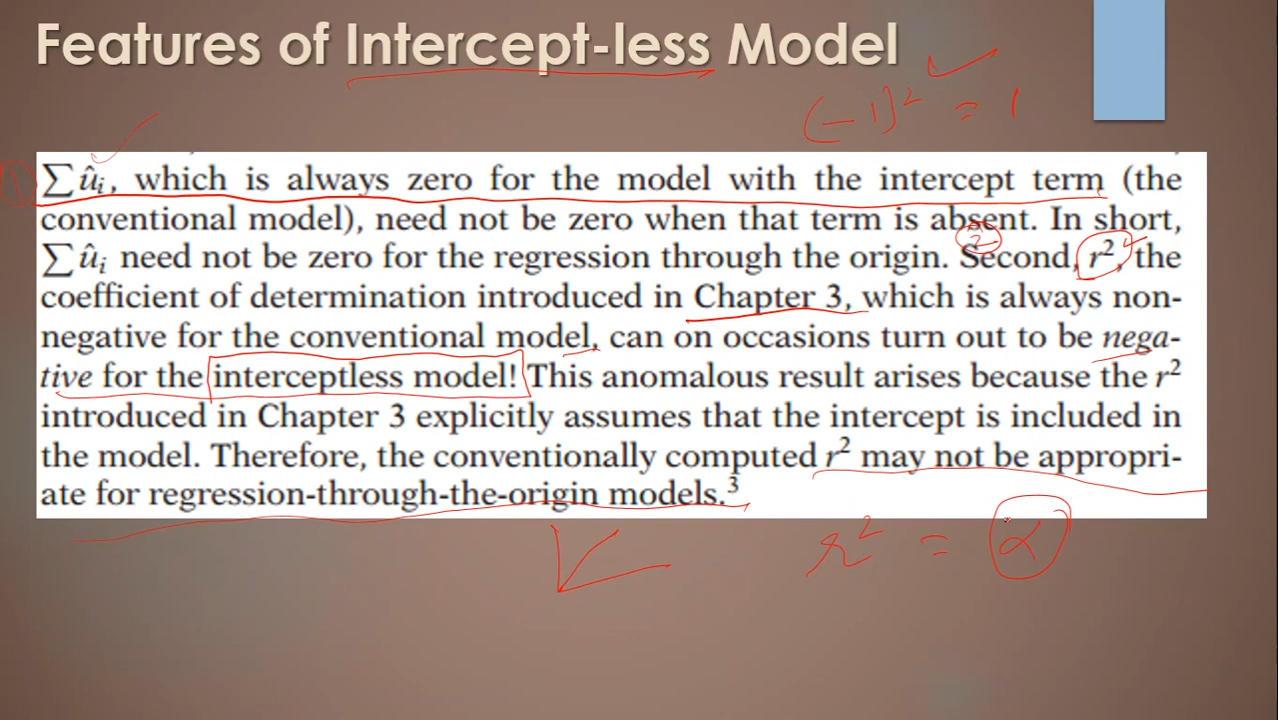 Features of Intercept-less Model
(-1)² = 1
① ∑ûᵢ, which is always zero for the model with the intercept term (the
conventional model), need not be zero when that term is absent. In short,
②
∑ûᵢ need not be zero for the regression through the origin. Second, r², the
coefficient of determination introduced in Chapter 3, which is always non-
negative for the conventional model, can on occasions turn out to be nega-
tive for the interceptless model! This anomalous result arises because the r²
introduced in Chapter 3 explicitly assumes that the intercept is included in
the model. Therefore, the conventionally computed r² may not be appropri-
ate for regression-through-the-origin models.³
r² = α